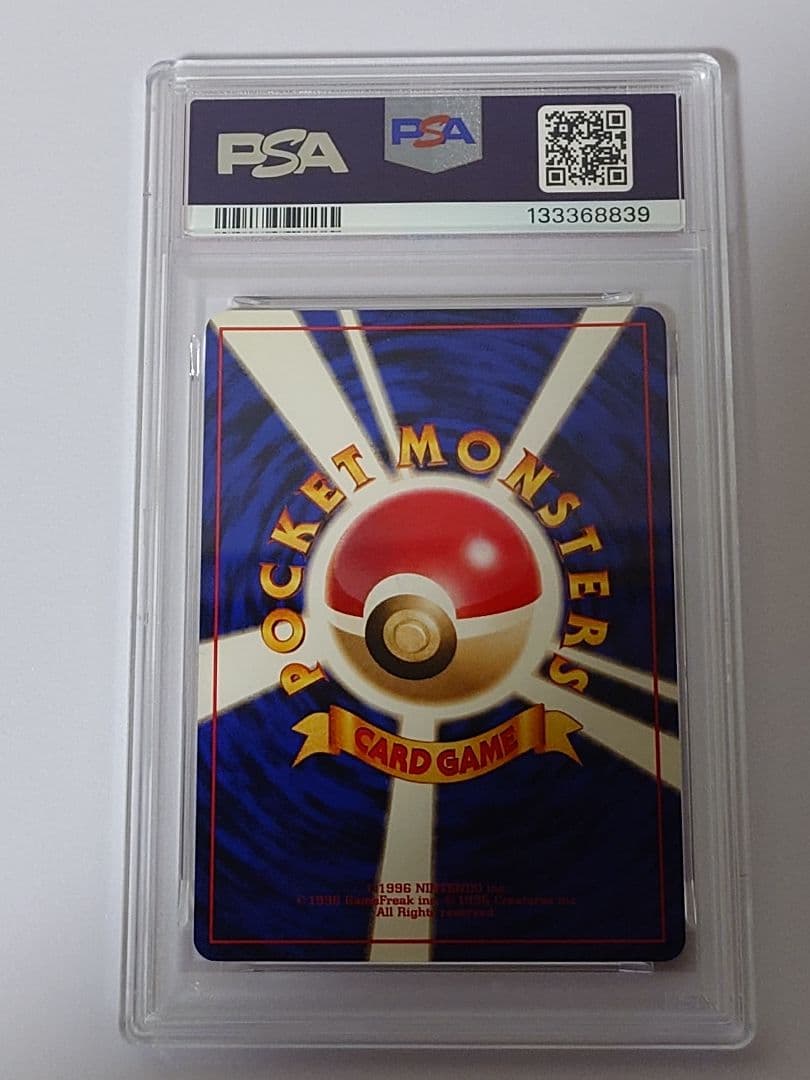 PSA
PSA
133368839
POCKET MONSTERS
CARD GAME
©1996 NINTENDO inc.
©1996 GameFreak inc. ©1996 Creatures inc.
All Rights reserved.